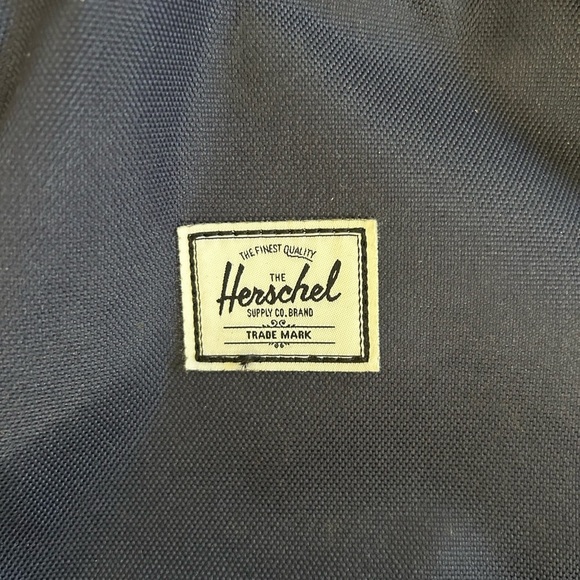 THE FINEST QUALITY
THE
Herschel
SUPPLY CO. BRAND
TRADE MARK